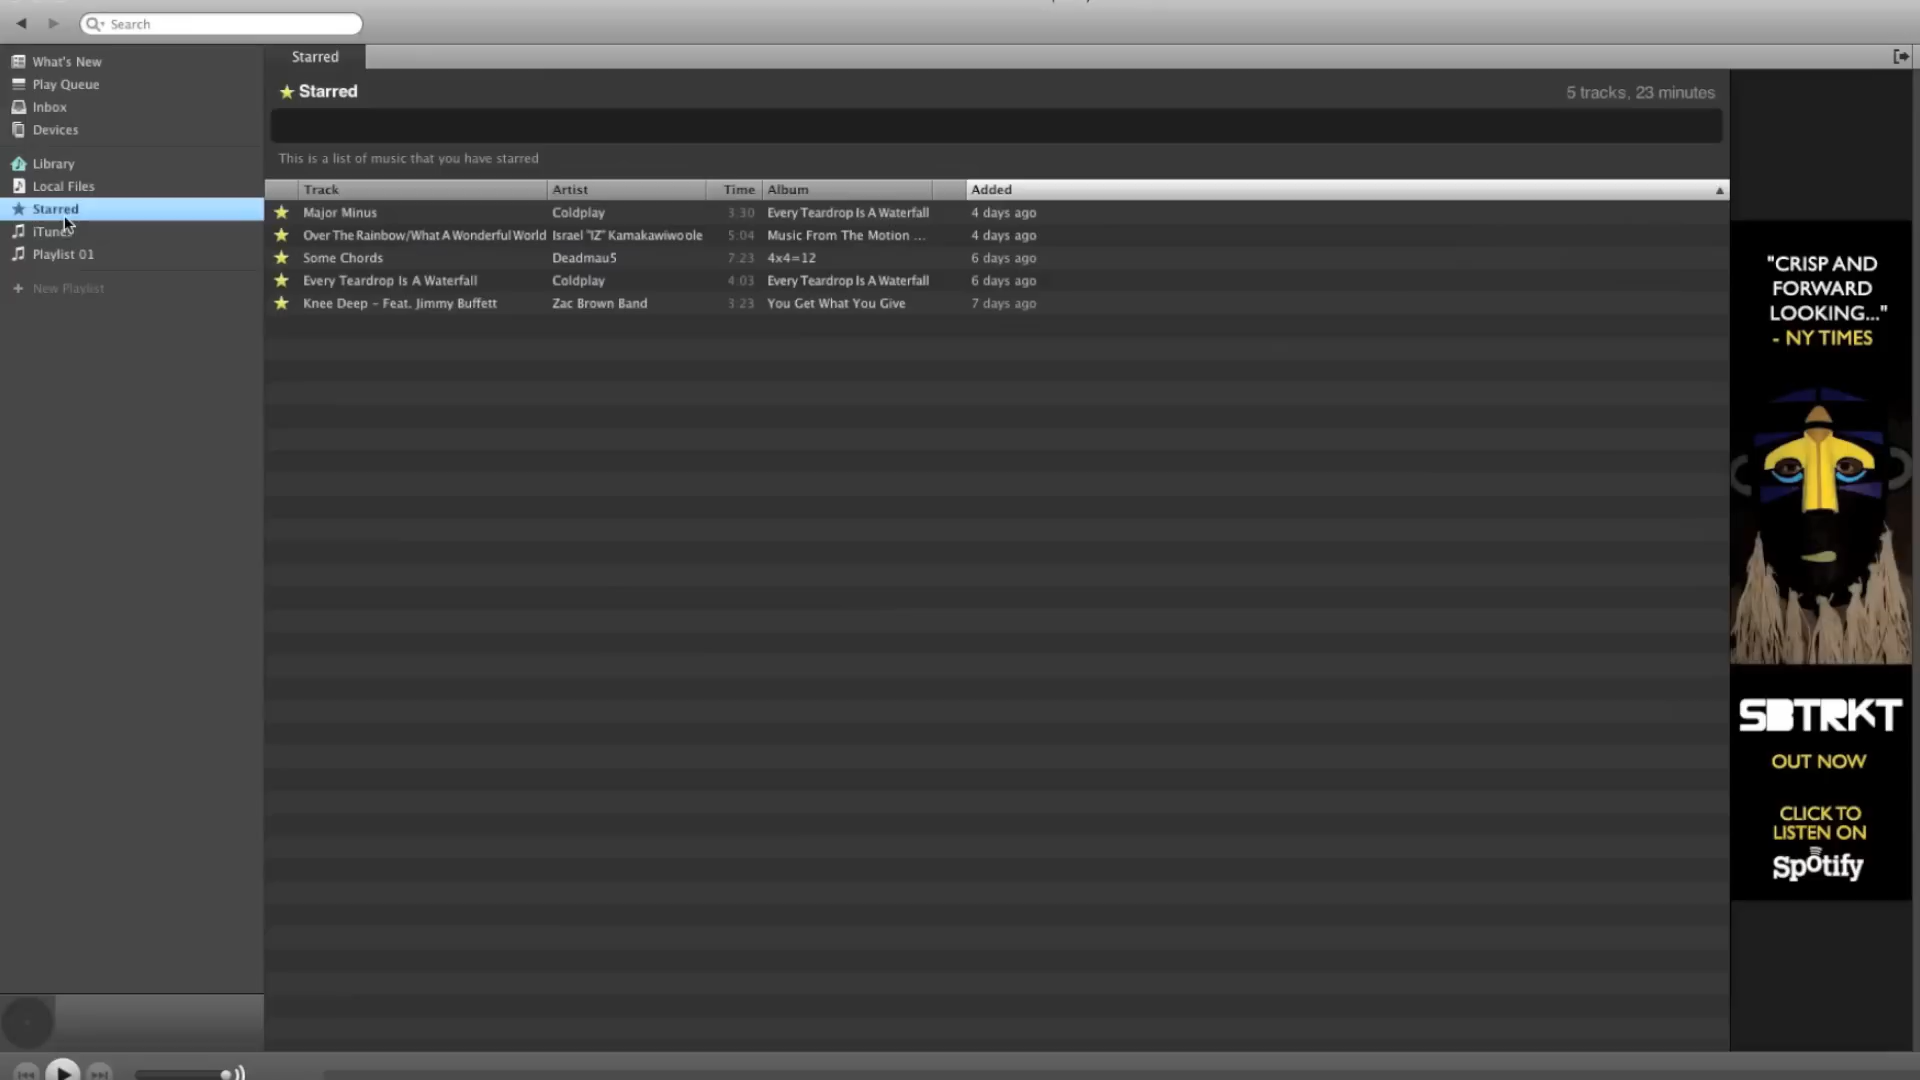 Search
What's New
Play Queue
Inbox
Devices
Library
Local Files
Starred
iTunes
Playlist 01
New Playlist
Starred
Starred
5 tracks, 23 minutes
This is a list of music that you have starred
Track Artist Time Album Added
Major Minus Coldplay 3:30 Every Teardrop Is A Waterfall 4 days ago
Over The Rainbow/What A Wonderful World Israel "IZ" Kamakawiwoole 5:04 Music From The Motion ... 4 days ago
Some Chords Deadmau5 7:23 4x4=12 6 days ago
Every Teardrop Is A Waterfall Coldplay 4:03 Every Teardrop Is A Waterfall 6 days ago
Knee Deep – Feat. Jimmy Buffett Zac Brown Band 3:23 You Get What You Give 7 days ago
"CRISP AND
FORWARD
LOOKING..."
- NY TIMES
SBTRKT
OUT NOW
CLICK TO
LISTEN ON
Spotify